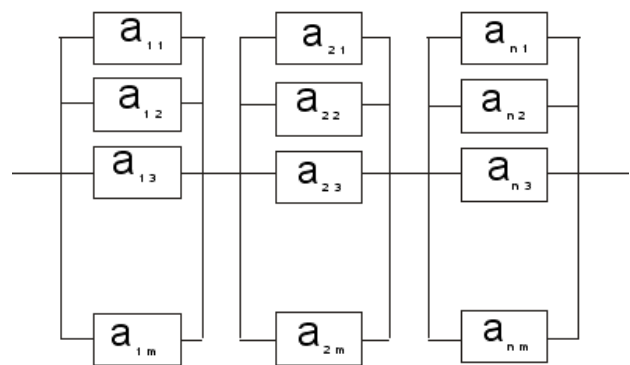 a₁₁ a₂₁ aₙ₁
a₁₂ a₂₂ aₙ₂
a₁₃ a₂₃ aₙ₃
a₁ₘ a₂ₘ aₙₘ